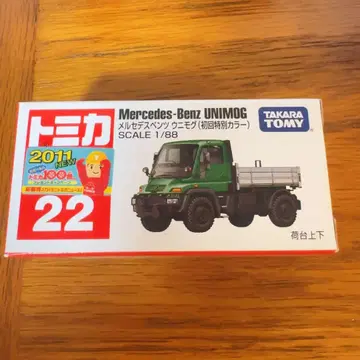 トミカ
2011
NEW
22
Mercedes-Benz UNIMOG
メルセデスベンツ ウニモグ(初回特別カラー)
SCALE 1/88
TAKARA
TOMY
荷台上下